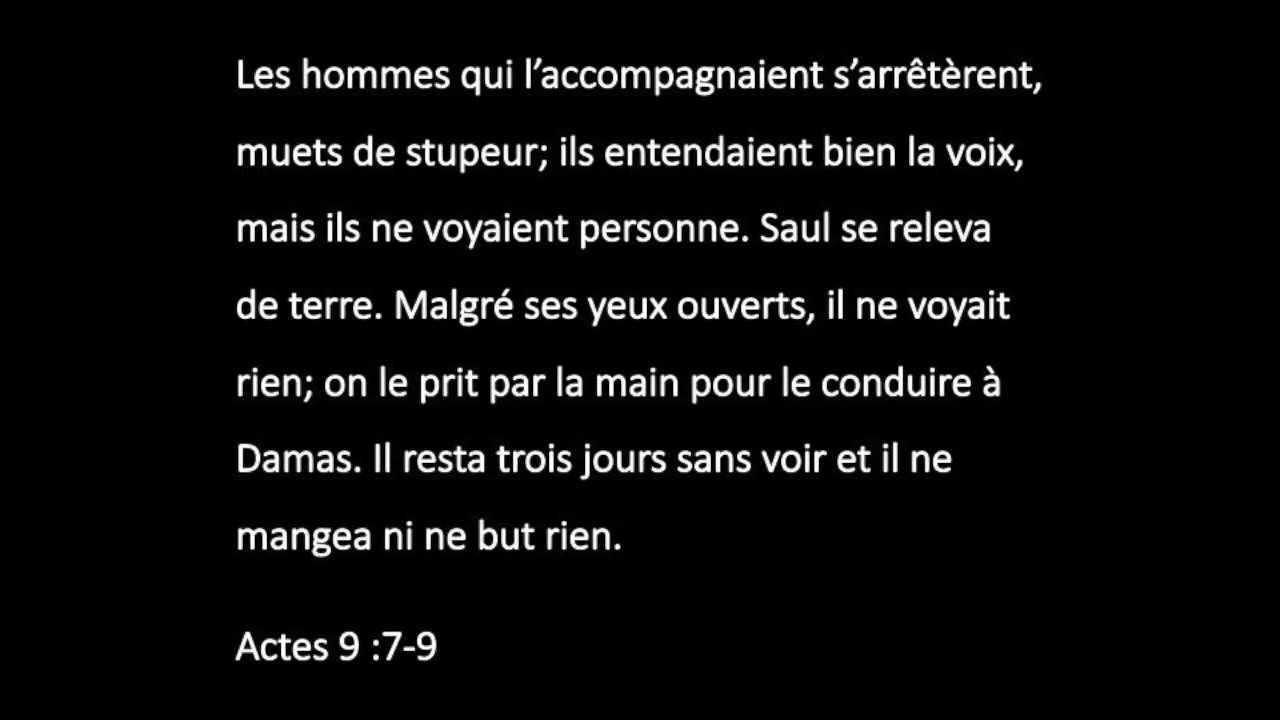 Les hommes qui l’accompagnaient s’arrêtèrent,
muets de stupeur; ils entendaient bien la voix,
mais ils ne voyaient personne. Saul se releva
de terre. Malgré ses yeux ouverts, il ne voyait
rien; on le prit par la main pour le conduire à
Damas. Il resta trois jours sans voir et il ne
mangea ni ne but rien.
Actes 9 :7-9